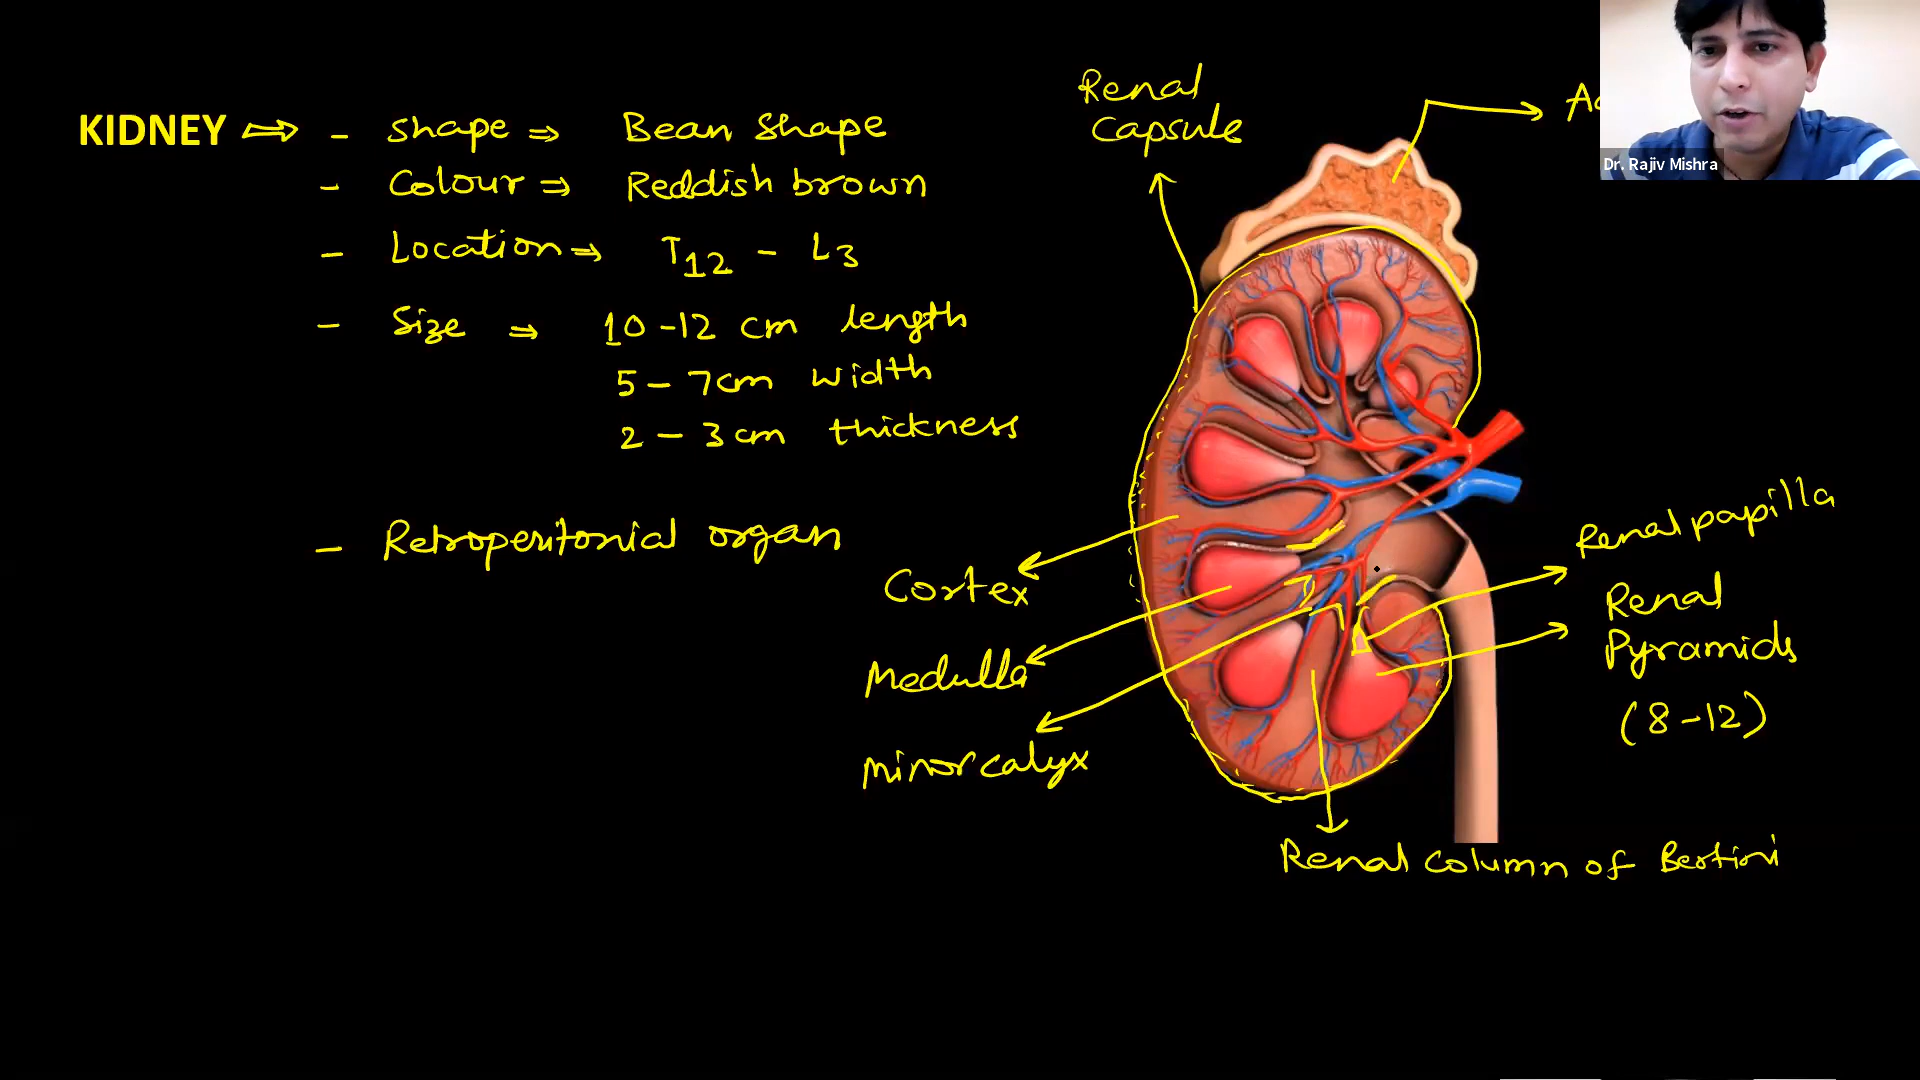 KIDNEY ⇒ - Shape ⇒ Bean Shape
- Colour ⇒ Reddish brown
- Location ⇒ T12 - L3
- Size ⇒ 10-12 cm length
5-7cm width
2-3cm thickness
- Retroperitonial organ
Renal
Capsule
Dr. Rajiv Mishra
Cortex
Medulla
Minor calyx
Renal papilla
Renal
Pyramids
(8-12)
Renal column of Bertini